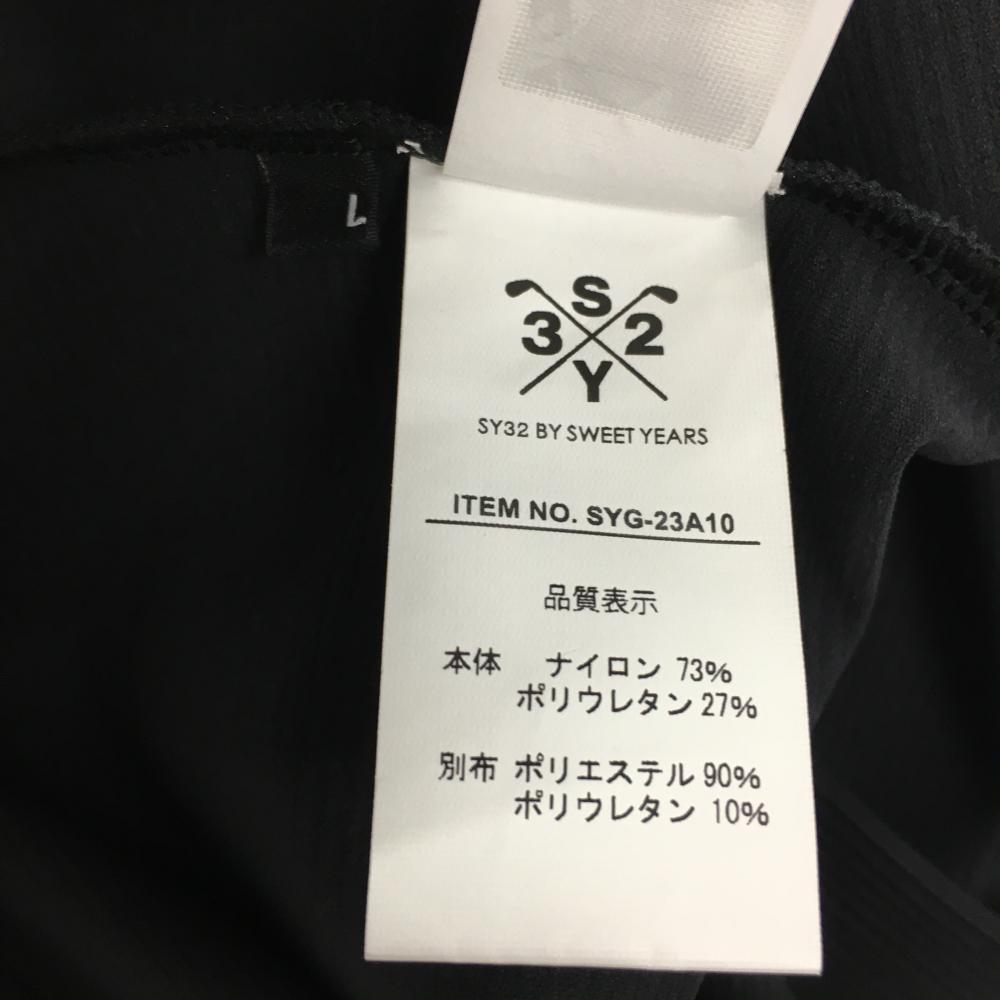 L
S
3 2
Y
SY32 BY SWEET YEARS
ITEM NO. SYG-23A10
品質表示
本体 ナイロン 73%
ポリウレタン 27%
別布 ポリエステル 90%
ポリウレタン 10%